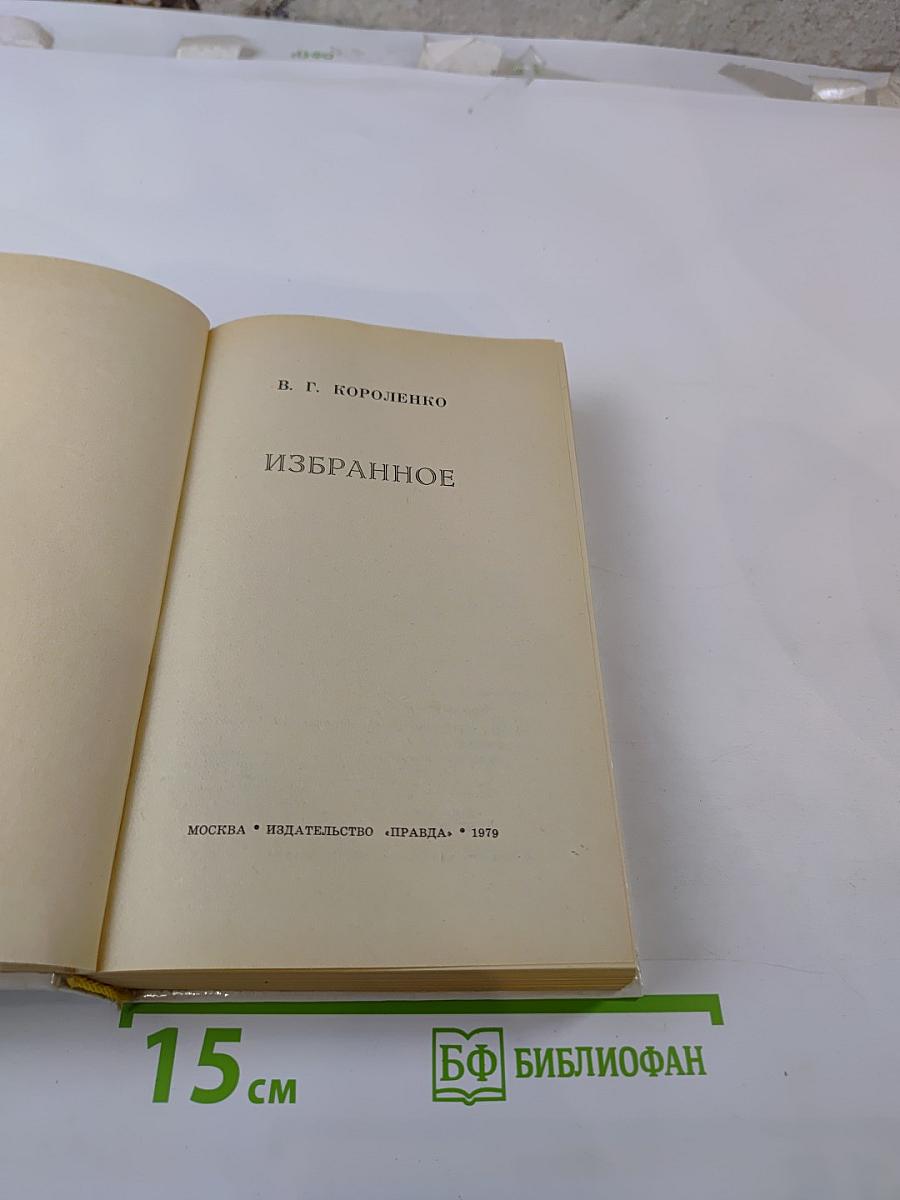 В. Г. КОРОЛЕНКО
ИЗБРАННОЕ
МОСКВА • ИЗДАТЕЛЬСТВО «ПРАВДА» • 1979
15 см
БФ БИБЛИОФАН